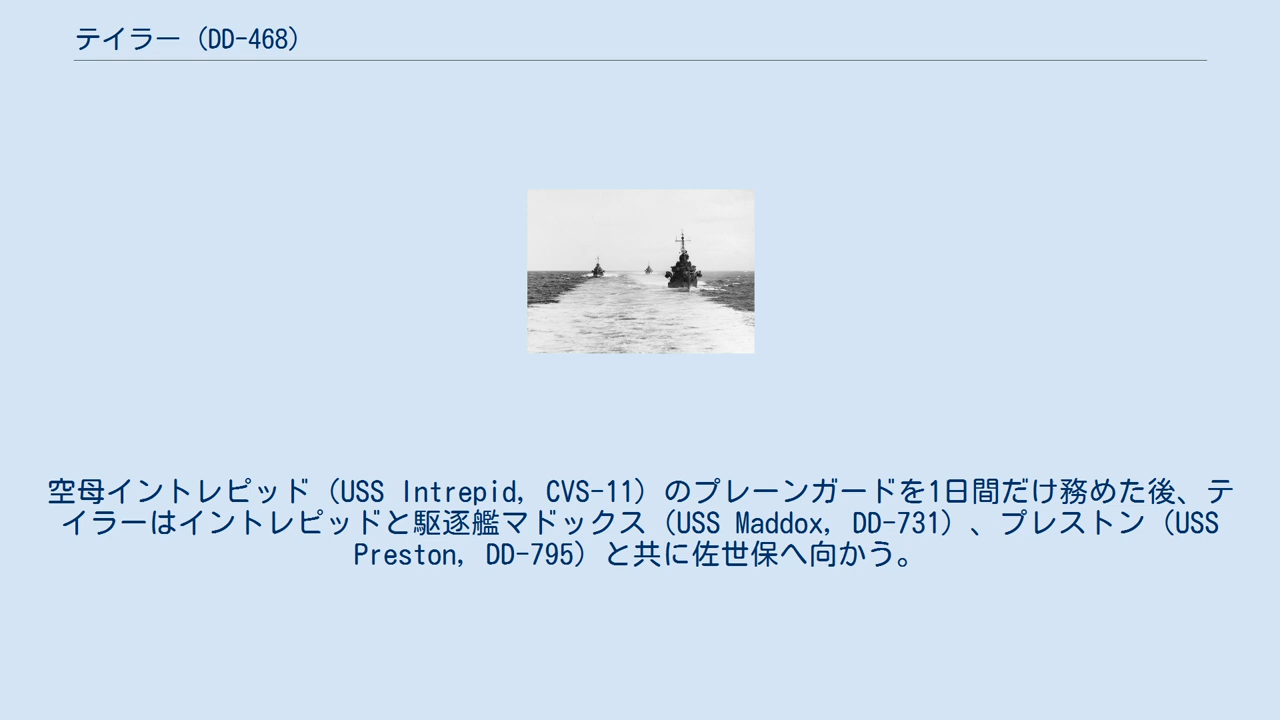 テイラー（DD-468）
空母イントレピッド（USS Intrepid, CVS-11）のプレーンガードを1日間だけ務めた後、テ
イラーはイントレピッドと駆逐艦マドックス（USS Maddox, DD-731）、プレストン（USS
Preston, DD-795）と共に佐世保へ向かう。